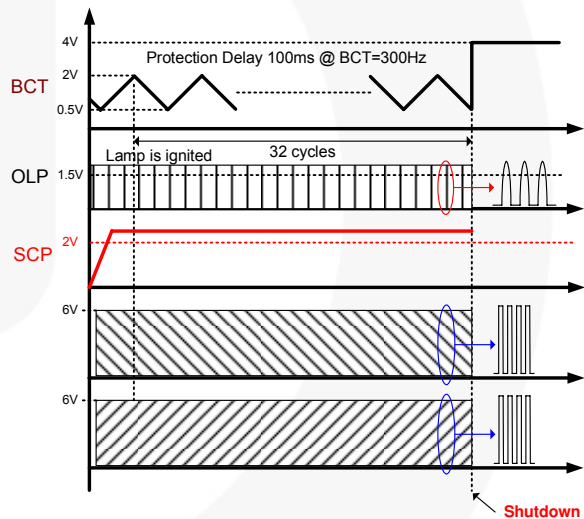 4V
Protection Delay 100ms @ BCT=300Hz
BCT
2V
0.5V
Lamp is ignited
32 cycles
OLP
1.5V
SCP
2V
6V
6V
Shutdown